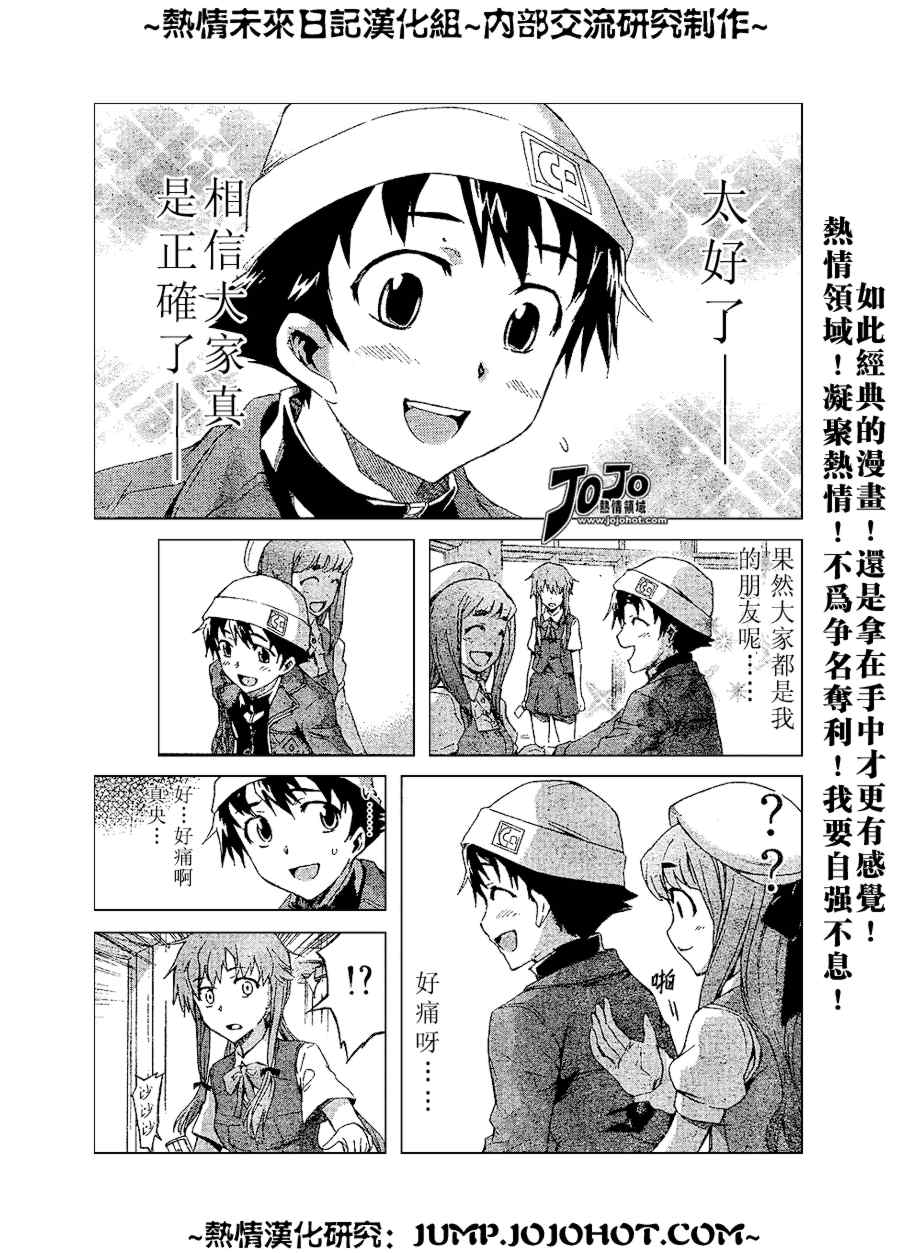 ~熱情未來日記漢化組~內部交流研究制作~
太好了——
相信大家真
是正確了——
CP
JOJO
熱情領域
www.jojohot.com
如此經典的漫畫！還是拿在手中才更有感覺！
熱情領域！凝聚熱情！不爲争名奪利！我要自强不息！
果然大家都是我
的朋友呢……
？？
啪
好痛呀……
い……
好…好痛啊
真央…
!?
沙沙沙
~熱情漢化研究：JUMP.JOJOHOT.COM~